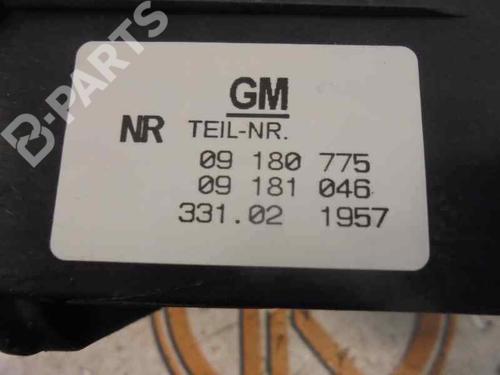 B-PARTS
GM
NR TEIL-NR.
09 180 775
09 181 046
331.02 1957